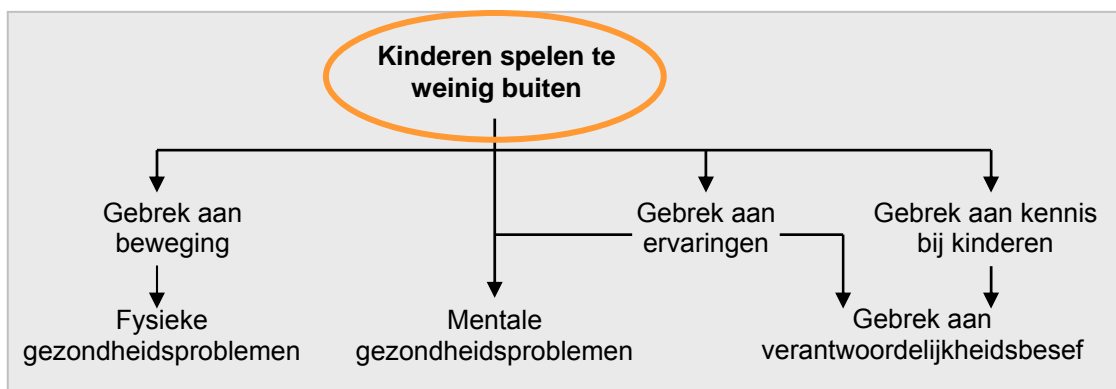 Kinderen spelen te
weinig buiten
Gebrek aan
beweging
Gebrek aan
ervaringen
Gebrek aan kennis
bij kinderen
Fysieke
gezondheidsproblemen
Mentale
gezondheidsproblemen
Gebrek aan
verantwoordelijkheidsbesef